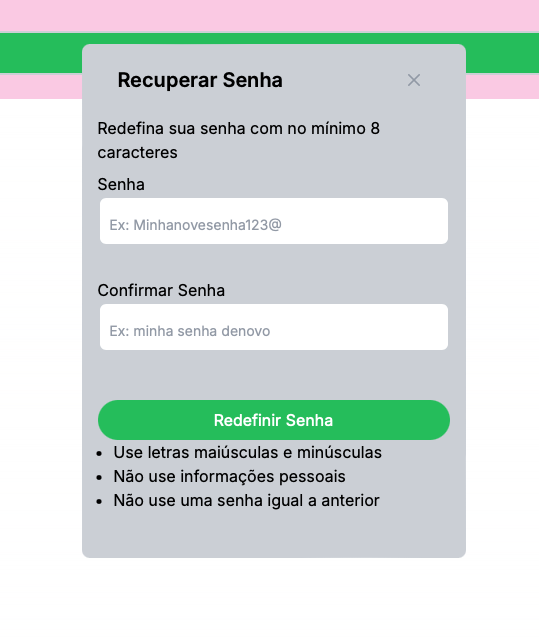 Recuperar Senha
Redefina sua senha com no mínimo 8
caracteres
Senha
Ex: Minhanovesenha123@
Confirmar Senha
Ex: minha senha denovo
Redefinir Senha
• Use letras maiúsculas e minúsculas
• Não use informações pessoais
• Não use uma senha igual a anterior